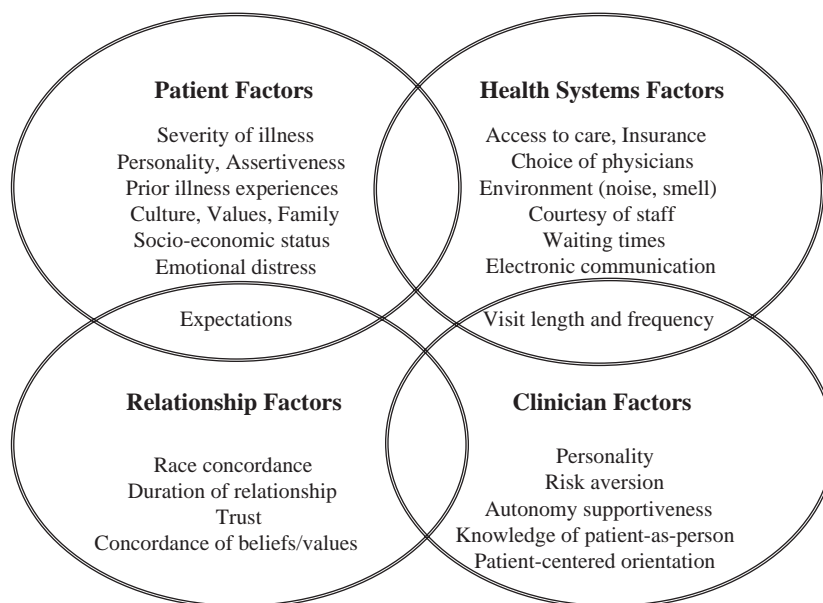 Patient Factors
Severity of illness
Personality, Assertiveness
Prior illness experiences
Culture, Values, Family
Socio-economic status
Emotional distress
Expectations
Health Systems Factors
Access to care, Insurance
Choice of physicians
Environment (noise, smell)
Courtesy of staff
Waiting times
Electronic communication
Visit length and frequency
Relationship Factors
Race concordance
Duration of relationship
Trust
Concordance of beliefs/values
Clinician Factors
Personality
Risk aversion
Autonomy supportiveness
Knowledge of patient-as-person
Patient-centered orientation